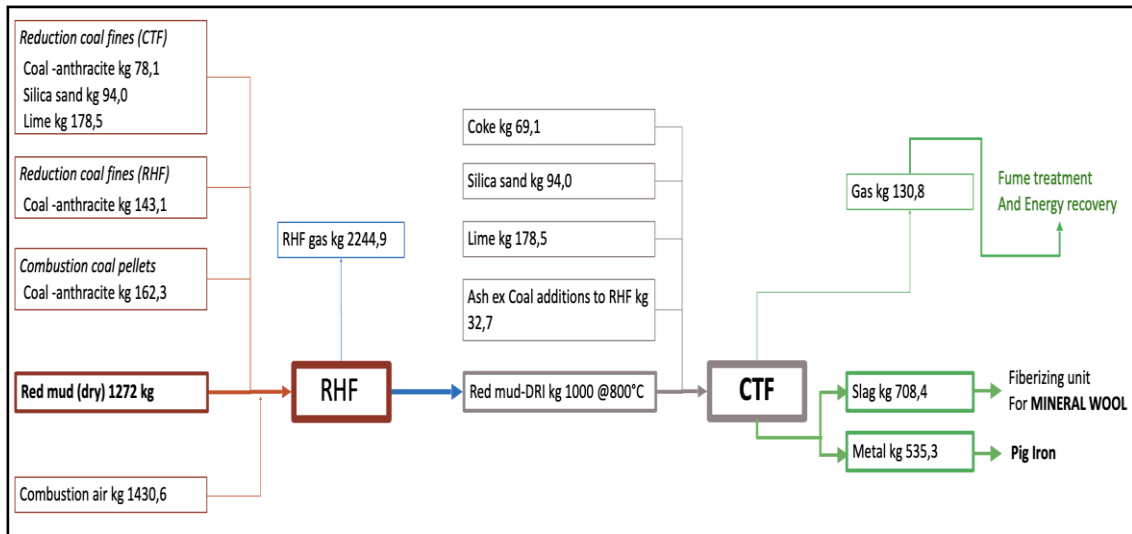 Reduction coal fines (CTF)
Coal -anthracite kg 78,1
Silica sand kg 94,0
Lime kg 178,5
Reduction coal fines (RHF)
Coal -anthracite kg 143,1
Combustion coal pellets
Coal -anthracite kg 162,3
Red mud (dry) 1272 kg
Combustion air kg 1430,6
RHF gas kg 2244,9
RHF
Coke kg 69,1
Silica sand kg 94,0
Lime kg 178,5
Ash ex Coal additions to RHF kg
32,7
Red mud-DRI kg 1000 @800°C
CTF
Gas kg 130,8
Fume treatment
And Energy recovery
Slag kg 708,4
Fiberizing unit
For MINERAL WOOL
Metal kg 535,3
Pig Iron